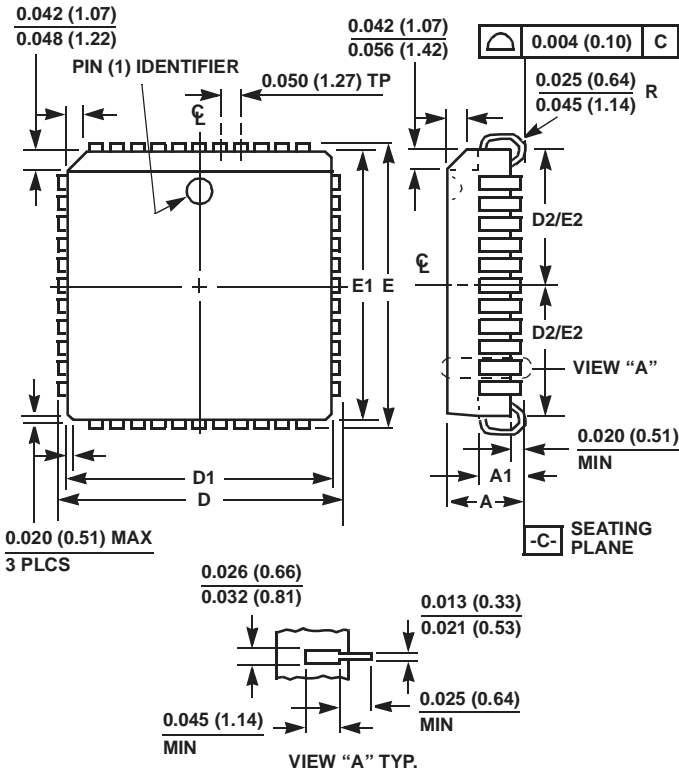 0.042 (1.07)
0.048 (1.22)
PIN (1) IDENTIFIER
0.050 (1.27) TP
C L
0.042 (1.07)
0.056 (1.42)
0.004 (0.10) C
0.025 (0.64)
0.045 (1.14)
R
D2/E2
C L
E1 E
D2/E2
VIEW “A”
0.020 (0.51)
MIN
A1
A
D1
D
0.020 (0.51) MAX
3 PLCS
-C-
SEATING
PLANE
0.026 (0.66)
0.032 (0.81)
0.013 (0.33)
0.021 (0.53)
0.025 (0.64)
MIN
0.045 (1.14)
MIN
VIEW “A” TYP.